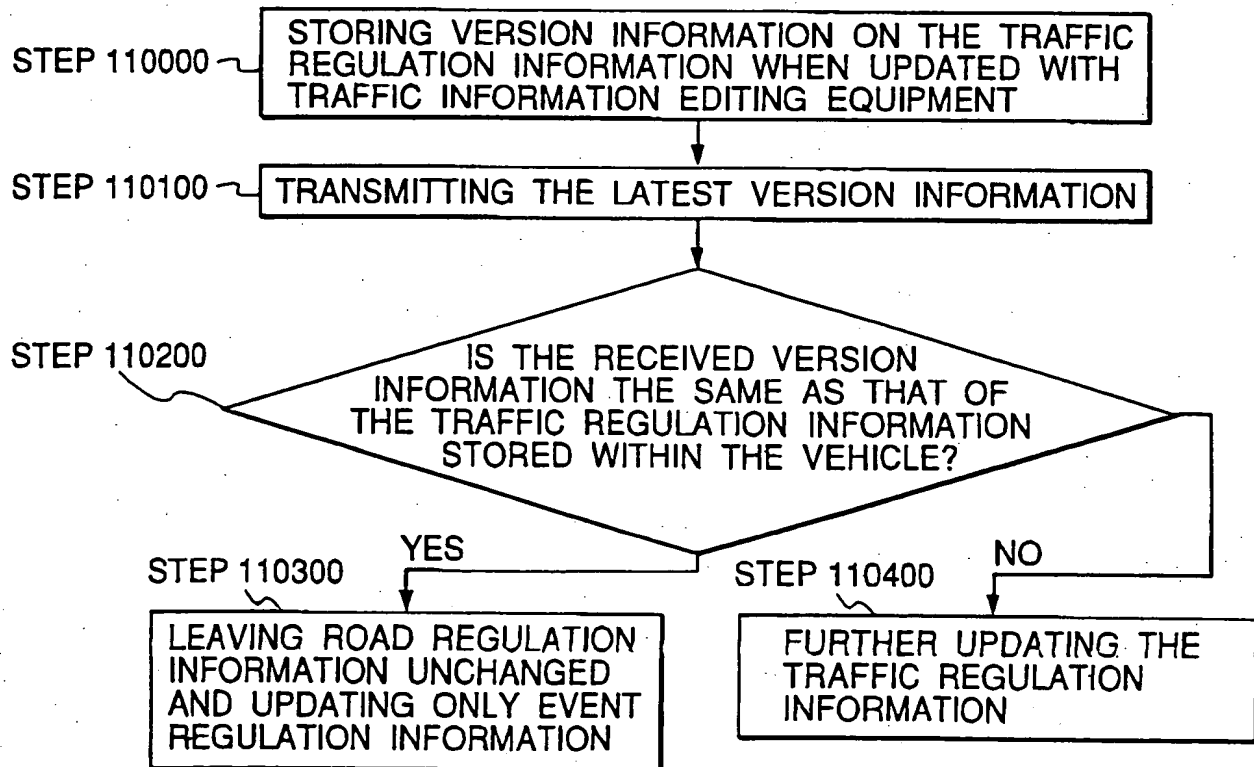 STEP 110000
STORING VERSION INFORMATION ON THE TRAFFIC
REGULATION INFORMATION WHEN UPDATED WITH
TRAFFIC INFORMATION EDITING EQUIPMENT
STEP 110100
TRANSMITTING THE LATEST VERSION INFORMATION
STEP 110200
IS THE RECEIVED VERSION
INFORMATION THE SAME AS THAT OF
THE TRAFFIC REGULATION INFORMATION
STORED WITHIN THE VEHICLE?
YES
NO
STEP 110300
LEAVING ROAD REGULATION
INFORMATION UNCHANGED
AND UPDATING ONLY EVENT
REGULATION INFORMATION
STEP 110400
FURTHER UPDATING THE
TRAFFIC REGULATION
INFORMATION